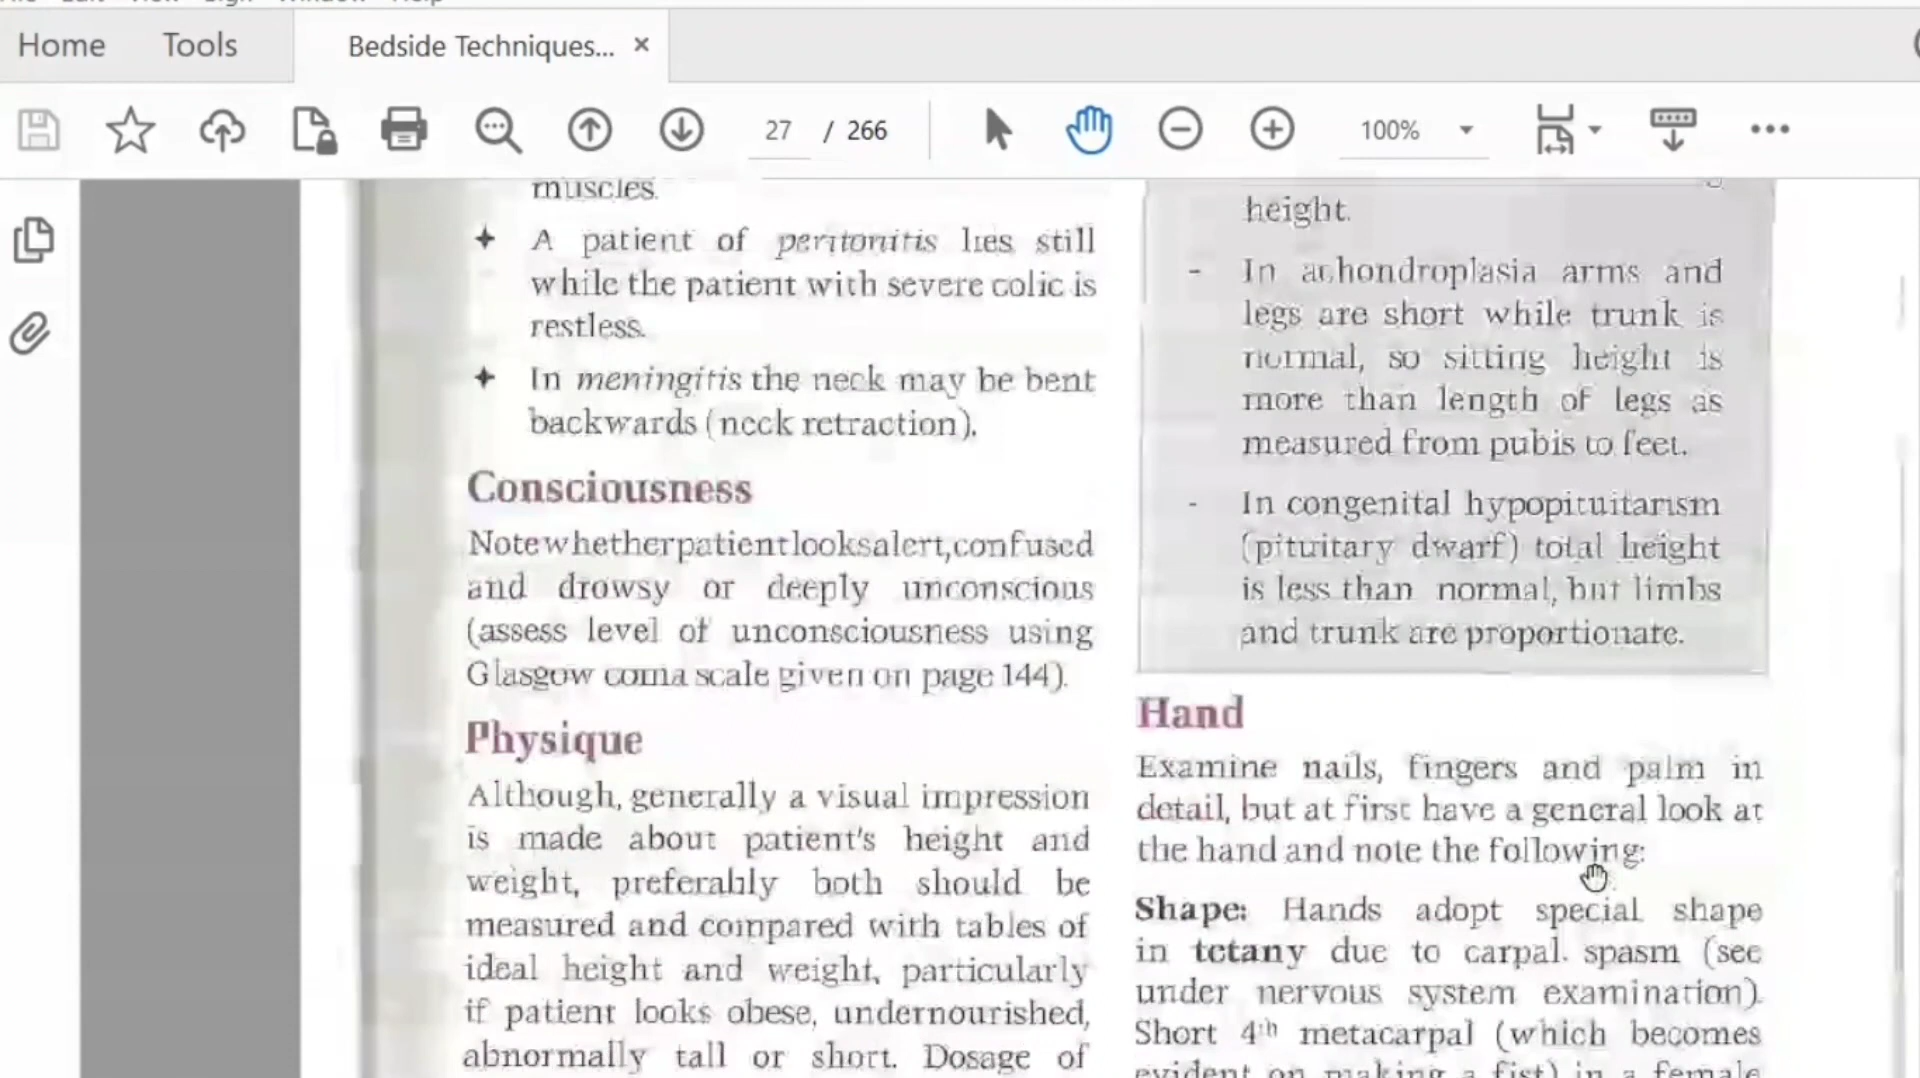 Home Tools Bedside Techniques... ×
27 / 266 100%
muscles.
✦ A patient of peritonitis lies still
while the patient with severe colic is
restless.
✦ In meningitis the neck may be bent
backwards (neck retraction).
Consciousness
Note whether patient looks alert, confused
and drowsy or deeply unconscious
(assess level of unconsciousness using
Glasgow coma scale given on page 144).
Physique
Although, generally a visual impression
is made about patient's height and
weight, preferably both should be
measured and compared with tables of
ideal height and weight, particularly
if patient looks obese, undernourished,
abnormally tall or short. Dosage of
height.
- In achondroplasia arms and
legs are short while trunk is
normal, so sitting height is
more than length of legs as
measured from pubis to feet.
- In congenital hypopituitarism
(pituitary dwarf) total height
is less than normal, but limbs
and trunk are proportionate.
Hand
Examine nails, fingers and palm in
detail, but at first have a general look at
the hand and note the following:
Shape: Hands adopt special shape
in tetany due to carpal. spasm (see
under nervous system examination).
Short 4th metacarpal (which becomes
evident on making a fist) in a female